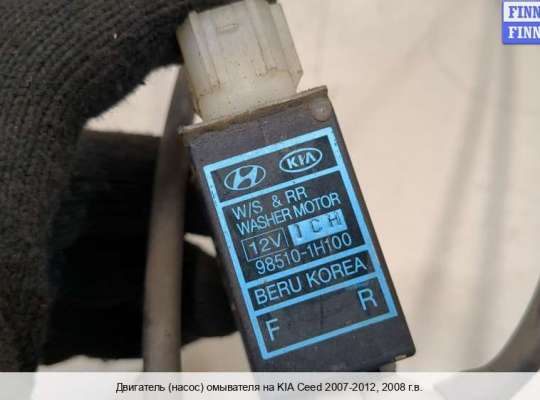 FINN
FINN
KIA
W/S & RR
WASHER MOTOR
12V 1CH
98510-1H100
BERU KOREA
F R
Двигатель (насос) омывателя на KIA Ceed 2007-2012, 2008 г.в.